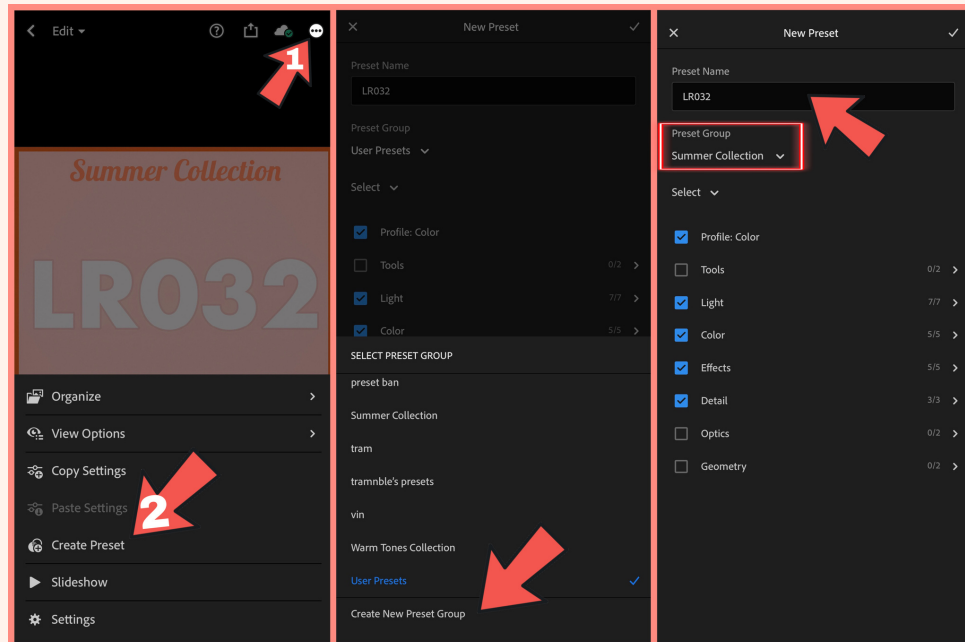 Edit
1
Summer Collection
LR032
Organize
View Options
Copy Settings
Paste Settings
2
Create Preset
Slideshow
Settings
New Preset
Preset Name
LR032
Preset Group
User Presets
Select
Profile: Color
Tools 0/2
Light 7/7
Color 5/5
SELECT PRESET GROUP
preset ban
Summer Collection
tram
tramnble's presets
vin
Warm Tones Collection
User Presets
Create New Preset Group
New Preset
Preset Name
LR032
Preset Group
Summer Collection
Select
Profile: Color
Tools 0/2
Light 7/7
Color 5/5
Effects 5/5
Detail 3/3
Optics 0/2
Geometry 0/2